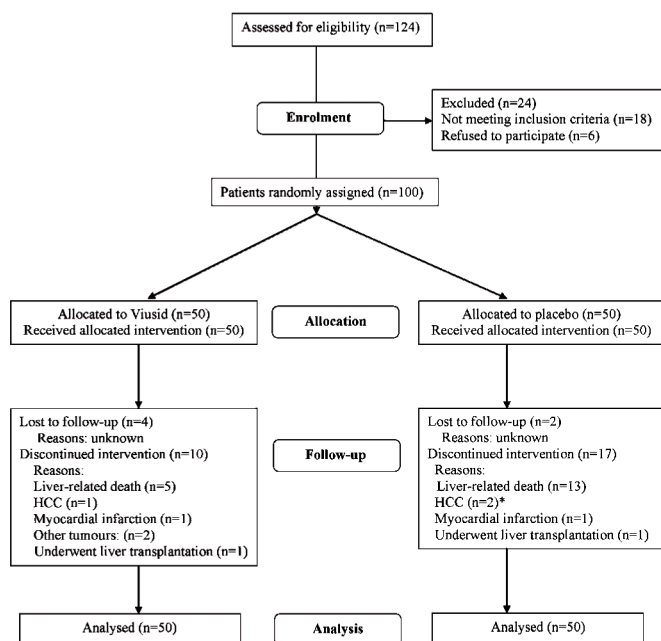 Assessed for eligibility (n=124)
Enrolment
Excluded (n=24)
Not meeting inclusion criteria (n=18)
Refused to participate (n=6)
Patients randomly assigned (n=100)
Allocated to Viusid (n=50)
Received allocated intervention (n=50)
Allocation
Allocated to placebo (n=50)
Received allocated intervention (n=50)
Lost to follow-up (n=4)
Reasons: unknown
Discontinued intervention (n=10)
Reasons:
Liver-related death (n=5)
HCC (n=1)
Myocardial infarction (n=1)
Other tumours: (n=2)
Underwent liver transplantation (n=1)
Follow-up
Lost to follow-up (n=2)
Reasons: unknown
Discontinued intervention (n=17)
Reasons:
Liver-related death (n=13)
HCC (n=2)*
Myocardial infarction (n=1)
Underwent liver transplantation (n=1)
Analysed (n=50)
Analysis
Analysed (n=50)